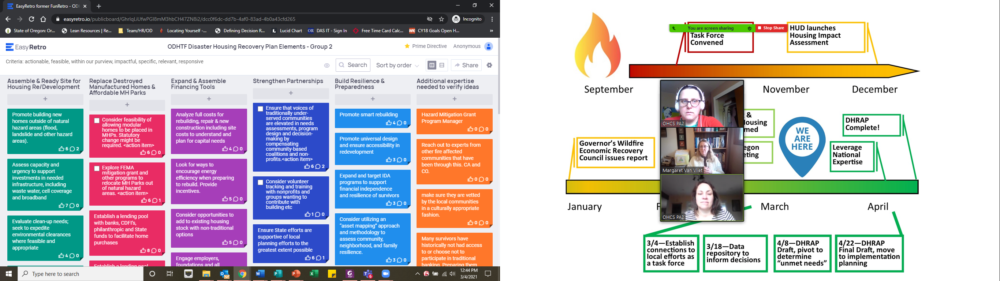 EasyRetro former FunRetro - OD
easyretro.io/publicboard/GhrlqLiUfwPGI8mM3hbCH47ZN8i2/dcc0f6dc-dd7b-4af0-83ad-4b0a43cfd265
Incognito
State of Oregon: Or...
Lean Resources | Re...
Team/HR/OD
Locating Yourself -...
Defining Decision R...
Lucid Chart
DAS IT - Sign In
Free Time Card Calc...
CY18 Goals Open H...
EasyRetro
ODHTF Disaster Housing Recovery Plan Elements - Group 2
Prime Directive
Anonymous
Criteria: actionable, feasible, within our purview, impactful, specific, relevant, responsive
Search
Sort by order
Share
Assemble & Ready Site for
Housing Re/Development
+
Promote building new
homes outside of natural
hazard areas (flood,
landslide and other hazard
areas).
6 2
Assess capacity and
urgency to support
investments in needed
infrastructure, including
waste water, cell coverage
and broadband
7 0
Evaluate clean-up needs;
seek to expedite
environmental clearances
where feasible and
appropriate
4 0
Replace Destroyed
Manufactured Homes &
Affordable MH Parks
+
Consider feasibility of
allowing modular
homes to be placed in
MHPs. Statutory
change might be
required. <action item>
6 0
Explore FEMA
mitigation grant and
other programs to
relocate MH Parks out
of natural hazard
areas. <action item>
6 1
Establish a lending pool
with banks, CDFI's,
philanthropic and State
funds to facilitate home
purchases
8 0
Establish a lending pool
Expand & Assemble
Financing Tools
+
Analyze full costs for
rebuilding, repair & new
construction including site
costs to understand and
plan for capital needs
4 0
Look for ways to
encourage energy
efficiency when preparing
to rebuild. Provide
incentives.
5 0
Consider opportunities to
add to existing housing
stock with non-traditional
options
5 0
Engage employers,
foundations and all
Strengthen Partnerships
+
Ensure that voices of
traditionally under-
served communities
are elevated in needs
assessments, program
design and decision-
making by
compensating
community-based
coalitions and non-
profits.<action item>
6 2
Consider volunteer
tracking and training
with nonprofits and
groups wanting to
contribute with
building etc
1 0
Ensure State efforts are
supportive of local
planning efforts to the
greatest extent possible
6 1
Build Resilience &
Preparedness
+
Promote smart rebuilding
4 0
Promote universal design
and ensure accessibility in
redevelopment
3 0
Expand and target IDA
programs to support
financial independence
and resilience of survivors
3 0
Consider utilizing an
"asset mapping" approach
and methodology to
assess community,
neighborhood, and family
resilience.
3 0
Additional expertise
needed to verify ideas
+
Hazard Mitigation Grant
Program Manager
0 0
Reach out to experts from
other fire affected
communities that have
been through this. CA and
CO.
0 0
make sure they are vetted
by the local communities
in a culturally appropriate
fashion.
0 0
Many survivors have
historically not had access
to or choose not to
participate in traditional
banking. Preparing them
Type here to search
12:44 PM
3/4/2021
You are screen sharing
Stop Share
Task Force
Convened
HUD launches
Housing Impact
Assessment
September
November
December
OHCS PA2
Margaret Van Vliet
OHCS PA2
Governor's Wildfire
Economic Recovery
Council issues report
&
ousing
med
egon
eting
WE
ARE
HERE
DHRAP
Complete!
Leverage
National
Expertise
January
F
March
April
3/4—Establish
connections to
local efforts as
a task force
3/18—Data
repository to
inform decisions
4/8—DHRAP
Draft, pivot to
determine
"unmet needs"
4/22—DHRAP
Final Draft, move
to implementation
planning